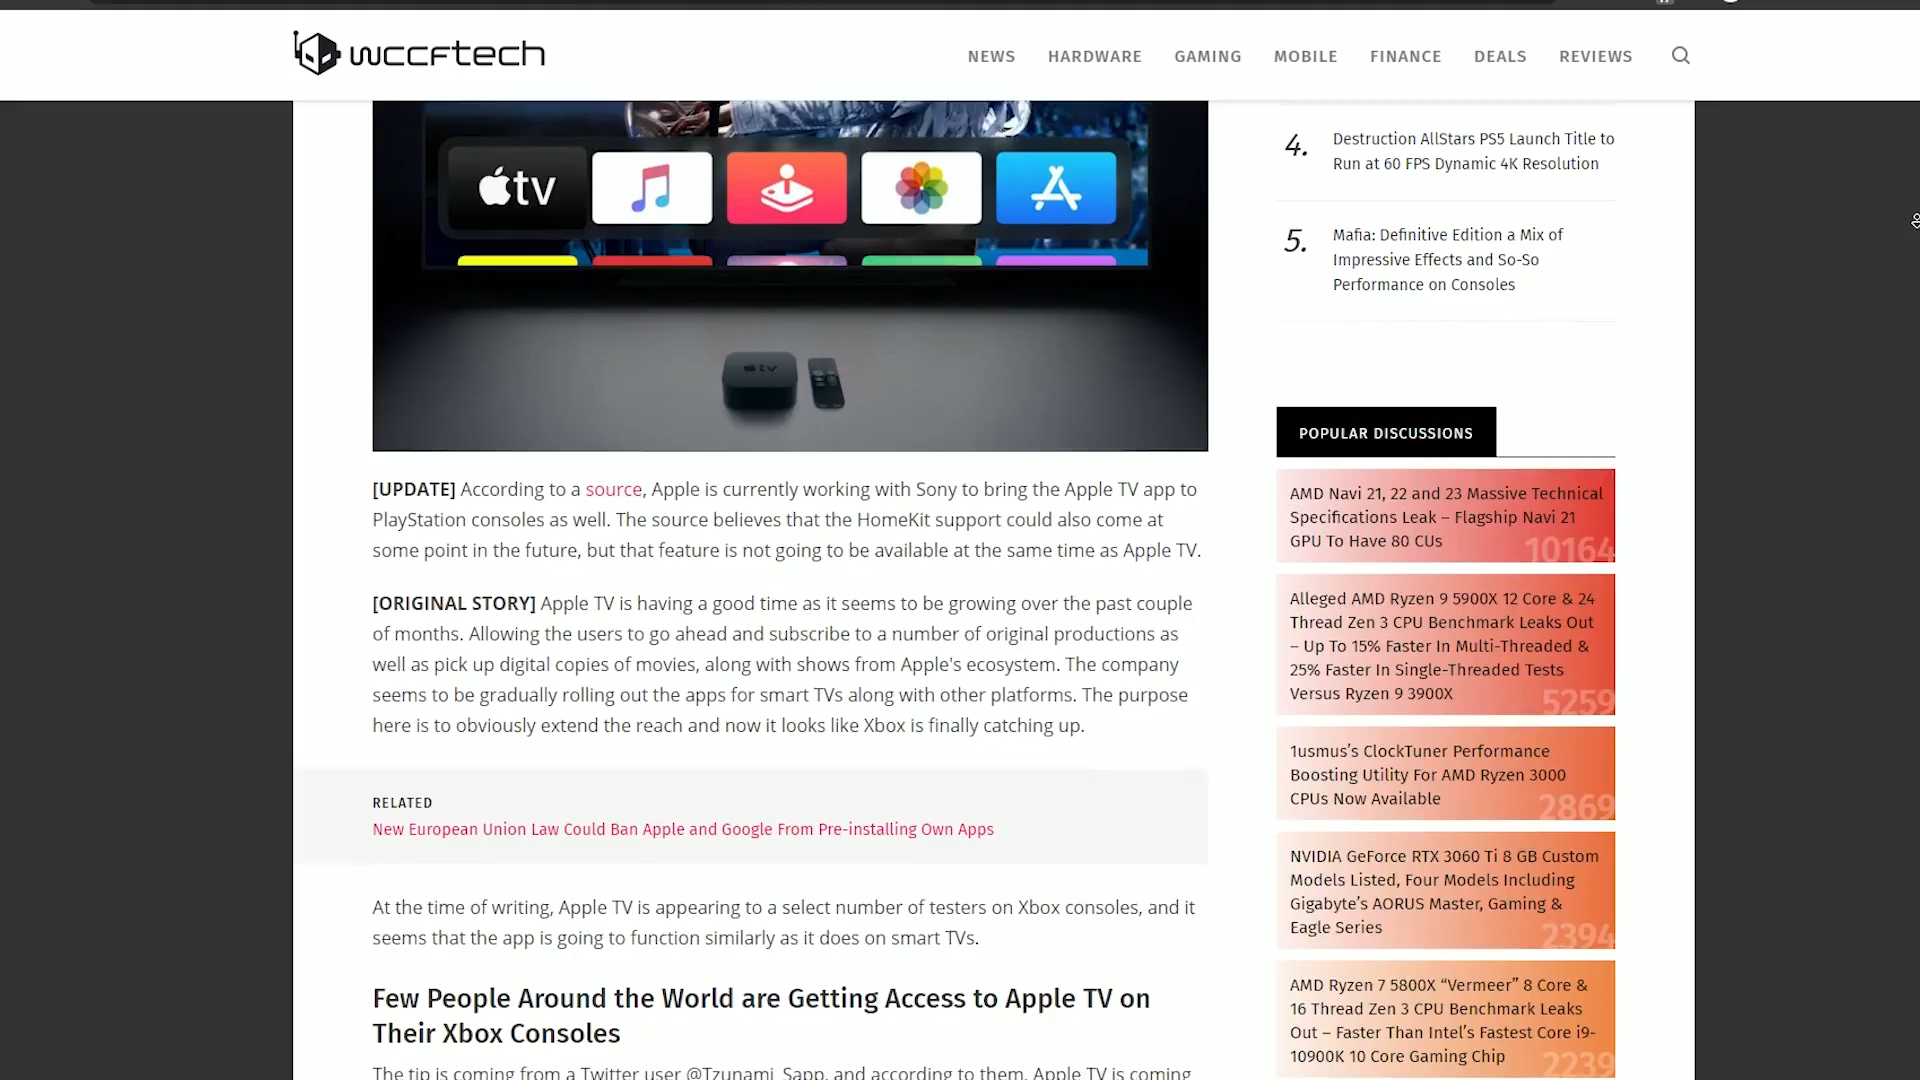 wccFtech
NEWS HARDWARE GAMING MOBILE FINANCE DEALS REVIEWS
tv
tv
[UPDATE] According to a source, Apple is currently working with Sony to bring the Apple TV app to
PlayStation consoles as well. The source believes that the HomeKit support could also come at
some point in the future, but that feature is not going to be available at the same time as Apple TV.
[ORIGINAL STORY] Apple TV is having a good time as it seems to be growing over the past couple
of months. Allowing the users to go ahead and subscribe to a number of original productions as
well as pick up digital copies of movies, along with shows from Apple's ecosystem. The company
seems to be gradually rolling out the apps for smart TVs along with other platforms. The purpose
here is to obviously extend the reach and now it looks like Xbox is finally catching up.
RELATED
New European Union Law Could Ban Apple and Google From Pre-installing Own Apps
At the time of writing, Apple TV is appearing to a select number of testers on Xbox consoles, and it
seems that the app is going to function similarly as it does on smart TVs.
Few People Around the World are Getting Access to Apple TV on
Their Xbox Consoles
The tip is coming from a Twitter user @Tzunami_Sapp, and according to them, Apple TV is coming
4. Destruction AllStars PS5 Launch Title to
Run at 60 FPS Dynamic 4K Resolution
5. Mafia: Definitive Edition a Mix of
Impressive Effects and So-So
Performance on Consoles
POPULAR DISCUSSIONS
AMD Navi 21, 22 and 23 Massive Technical
Specifications Leak – Flagship Navi 21
GPU To Have 80 CUs
10164
Alleged AMD Ryzen 9 5900X 12 Core & 24
Thread Zen 3 CPU Benchmark Leaks Out
– Up To 15% Faster In Multi-Threaded &
25% Faster In Single-Threaded Tests
Versus Ryzen 9 3900X
5259
1usmus’s ClockTuner Performance
Boosting Utility For AMD Ryzen 3000
CPUs Now Available
2869
NVIDIA GeForce RTX 3060 Ti 8 GB Custom
Models Listed, Four Models Including
Gigabyte’s AORUS Master, Gaming &
Eagle Series
2394
AMD Ryzen 7 5800X “Vermeer” 8 Core &
16 Thread Zen 3 CPU Benchmark Leaks
Out – Faster Than Intel’s Fastest Core i9-
10900K 10 Core Gaming Chip
2239